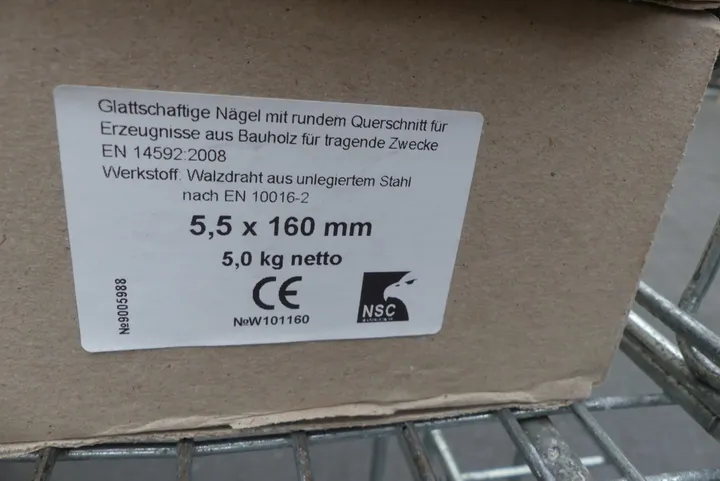 Glattschaftige Nägel mit rundem Querschnitt für
Erzeugnisse aus Bauholz für tragende Zwecke
EN 14592:2008
Werkstoff: Walzdraht aus unlegiertem Stahl
nach EN 10016-2
5,5 x 160 mm
5,0 kg netto
CE
№W101160
№9005988
NSC